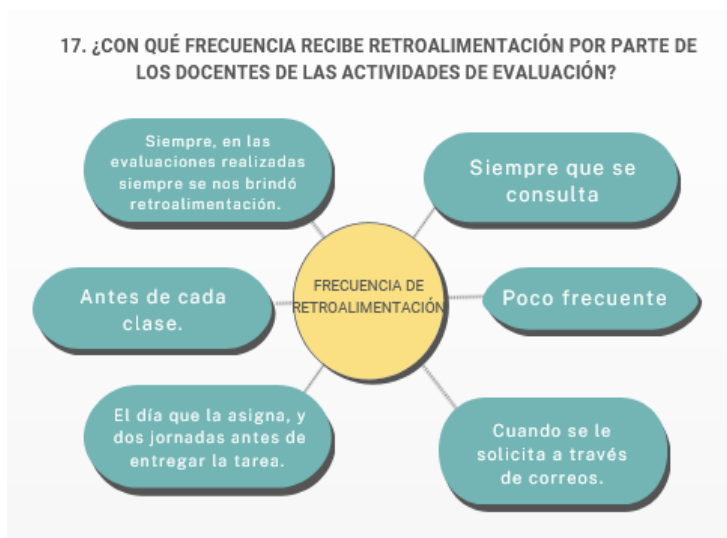 17. ¿CON QUÉ FRECUENCIA RECIBE RETROALIMENTACIÓN POR PARTE DE
LOS DOCENTES DE LAS ACTIVIDADES DE EVALUACIÓN?
Siempre, en las
evaluaciones realizadas
siempre se nos brindó
retroalimentación.
Siempre que se
consulta
Antes de cada
clase.
FRECUENCIA DE
RETROALIMENTACIÓN
Poco frecuente
El día que la asigna, y
dos jornadas antes de
entregar la tarea.
Cuando se le
solicita a través
de correos.